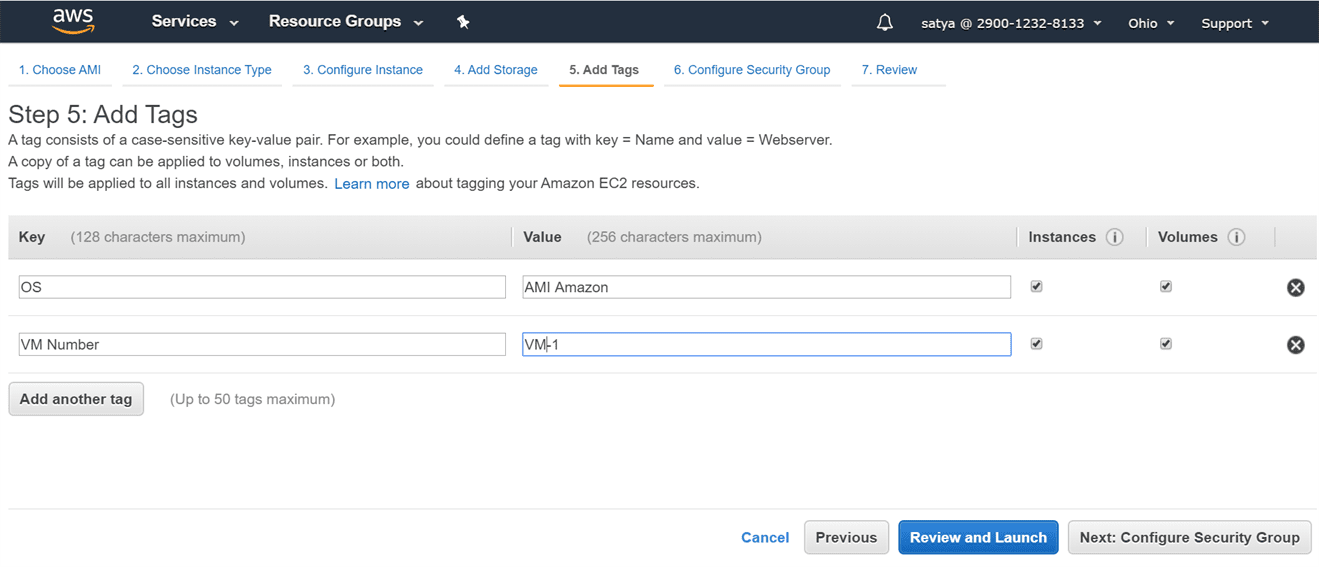 aws Services Resource Groups satya @ 2900-1232-8133 Ohio Support
1. Choose AMI 2. Choose Instance Type 3. Configure Instance 4. Add Storage 5. Add Tags 6. Configure Security Group 7. Review
Step 5: Add Tags
A tag consists of a case-sensitive key-value pair. For example, you could define a tag with key = Name and value = Webserver.
A copy of a tag can be applied to volumes, instances or both.
Tags will be applied to all instances and volumes. Learn more about tagging your Amazon EC2 resources.
Key (128 characters maximum) Value (256 characters maximum) Instances i Volumes i
OS AMI Amazon
VM Number VM-1
Add another tag (Up to 50 tags maximum)
Cancel Previous Review and Launch Next: Configure Security Group